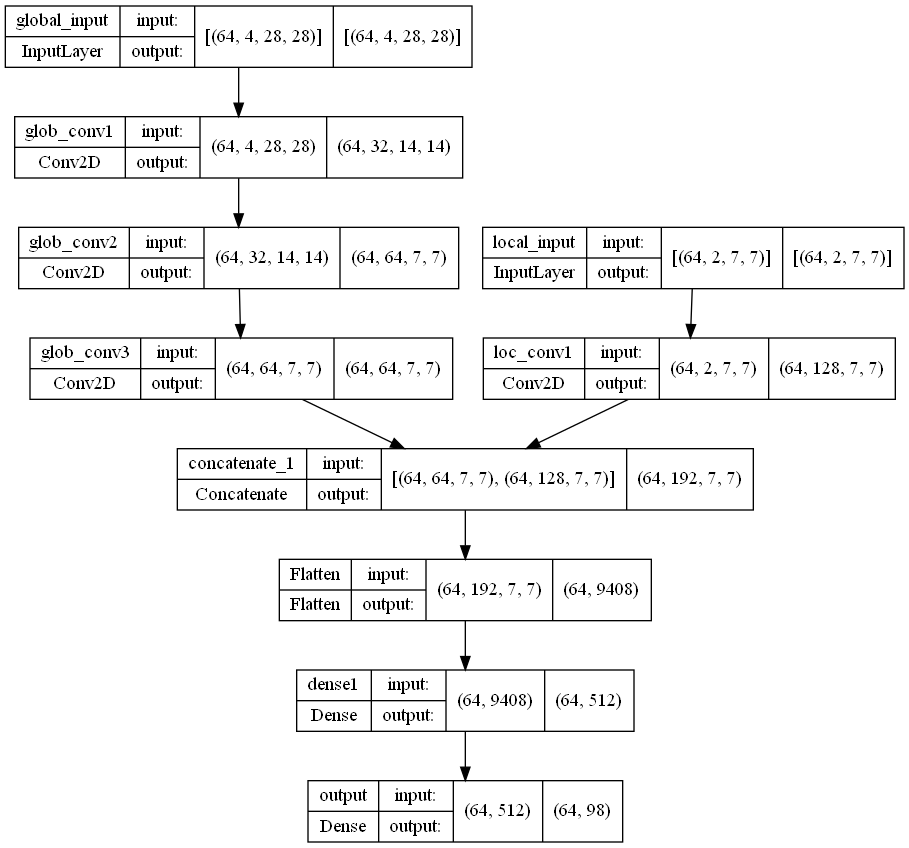 global_input input: [(64, 4, 28, 28)] [(64, 4, 28, 28)]
InputLayer output:
glob_conv1 input: (64, 4, 28, 28) (64, 32, 14, 14)
Conv2D output:
glob_conv2 input: (64, 32, 14, 14) (64, 64, 7, 7)
Conv2D output:
local_input input: [(64, 2, 7, 7)] [(64, 2, 7, 7)]
InputLayer output:
glob_conv3 input: (64, 64, 7, 7) (64, 64, 7, 7)
Conv2D output:
loc_conv1 input: (64, 2, 7, 7) (64, 128, 7, 7)
Conv2D output:
concatenate_1 input: [(64, 64, 7, 7), (64, 128, 7, 7)] (64, 192, 7, 7)
Concatenate output:
Flatten input: (64, 192, 7, 7) (64, 9408)
Flatten output:
dense1 input: (64, 9408) (64, 512)
Dense output:
output input: (64, 512) (64, 98)
Dense output: